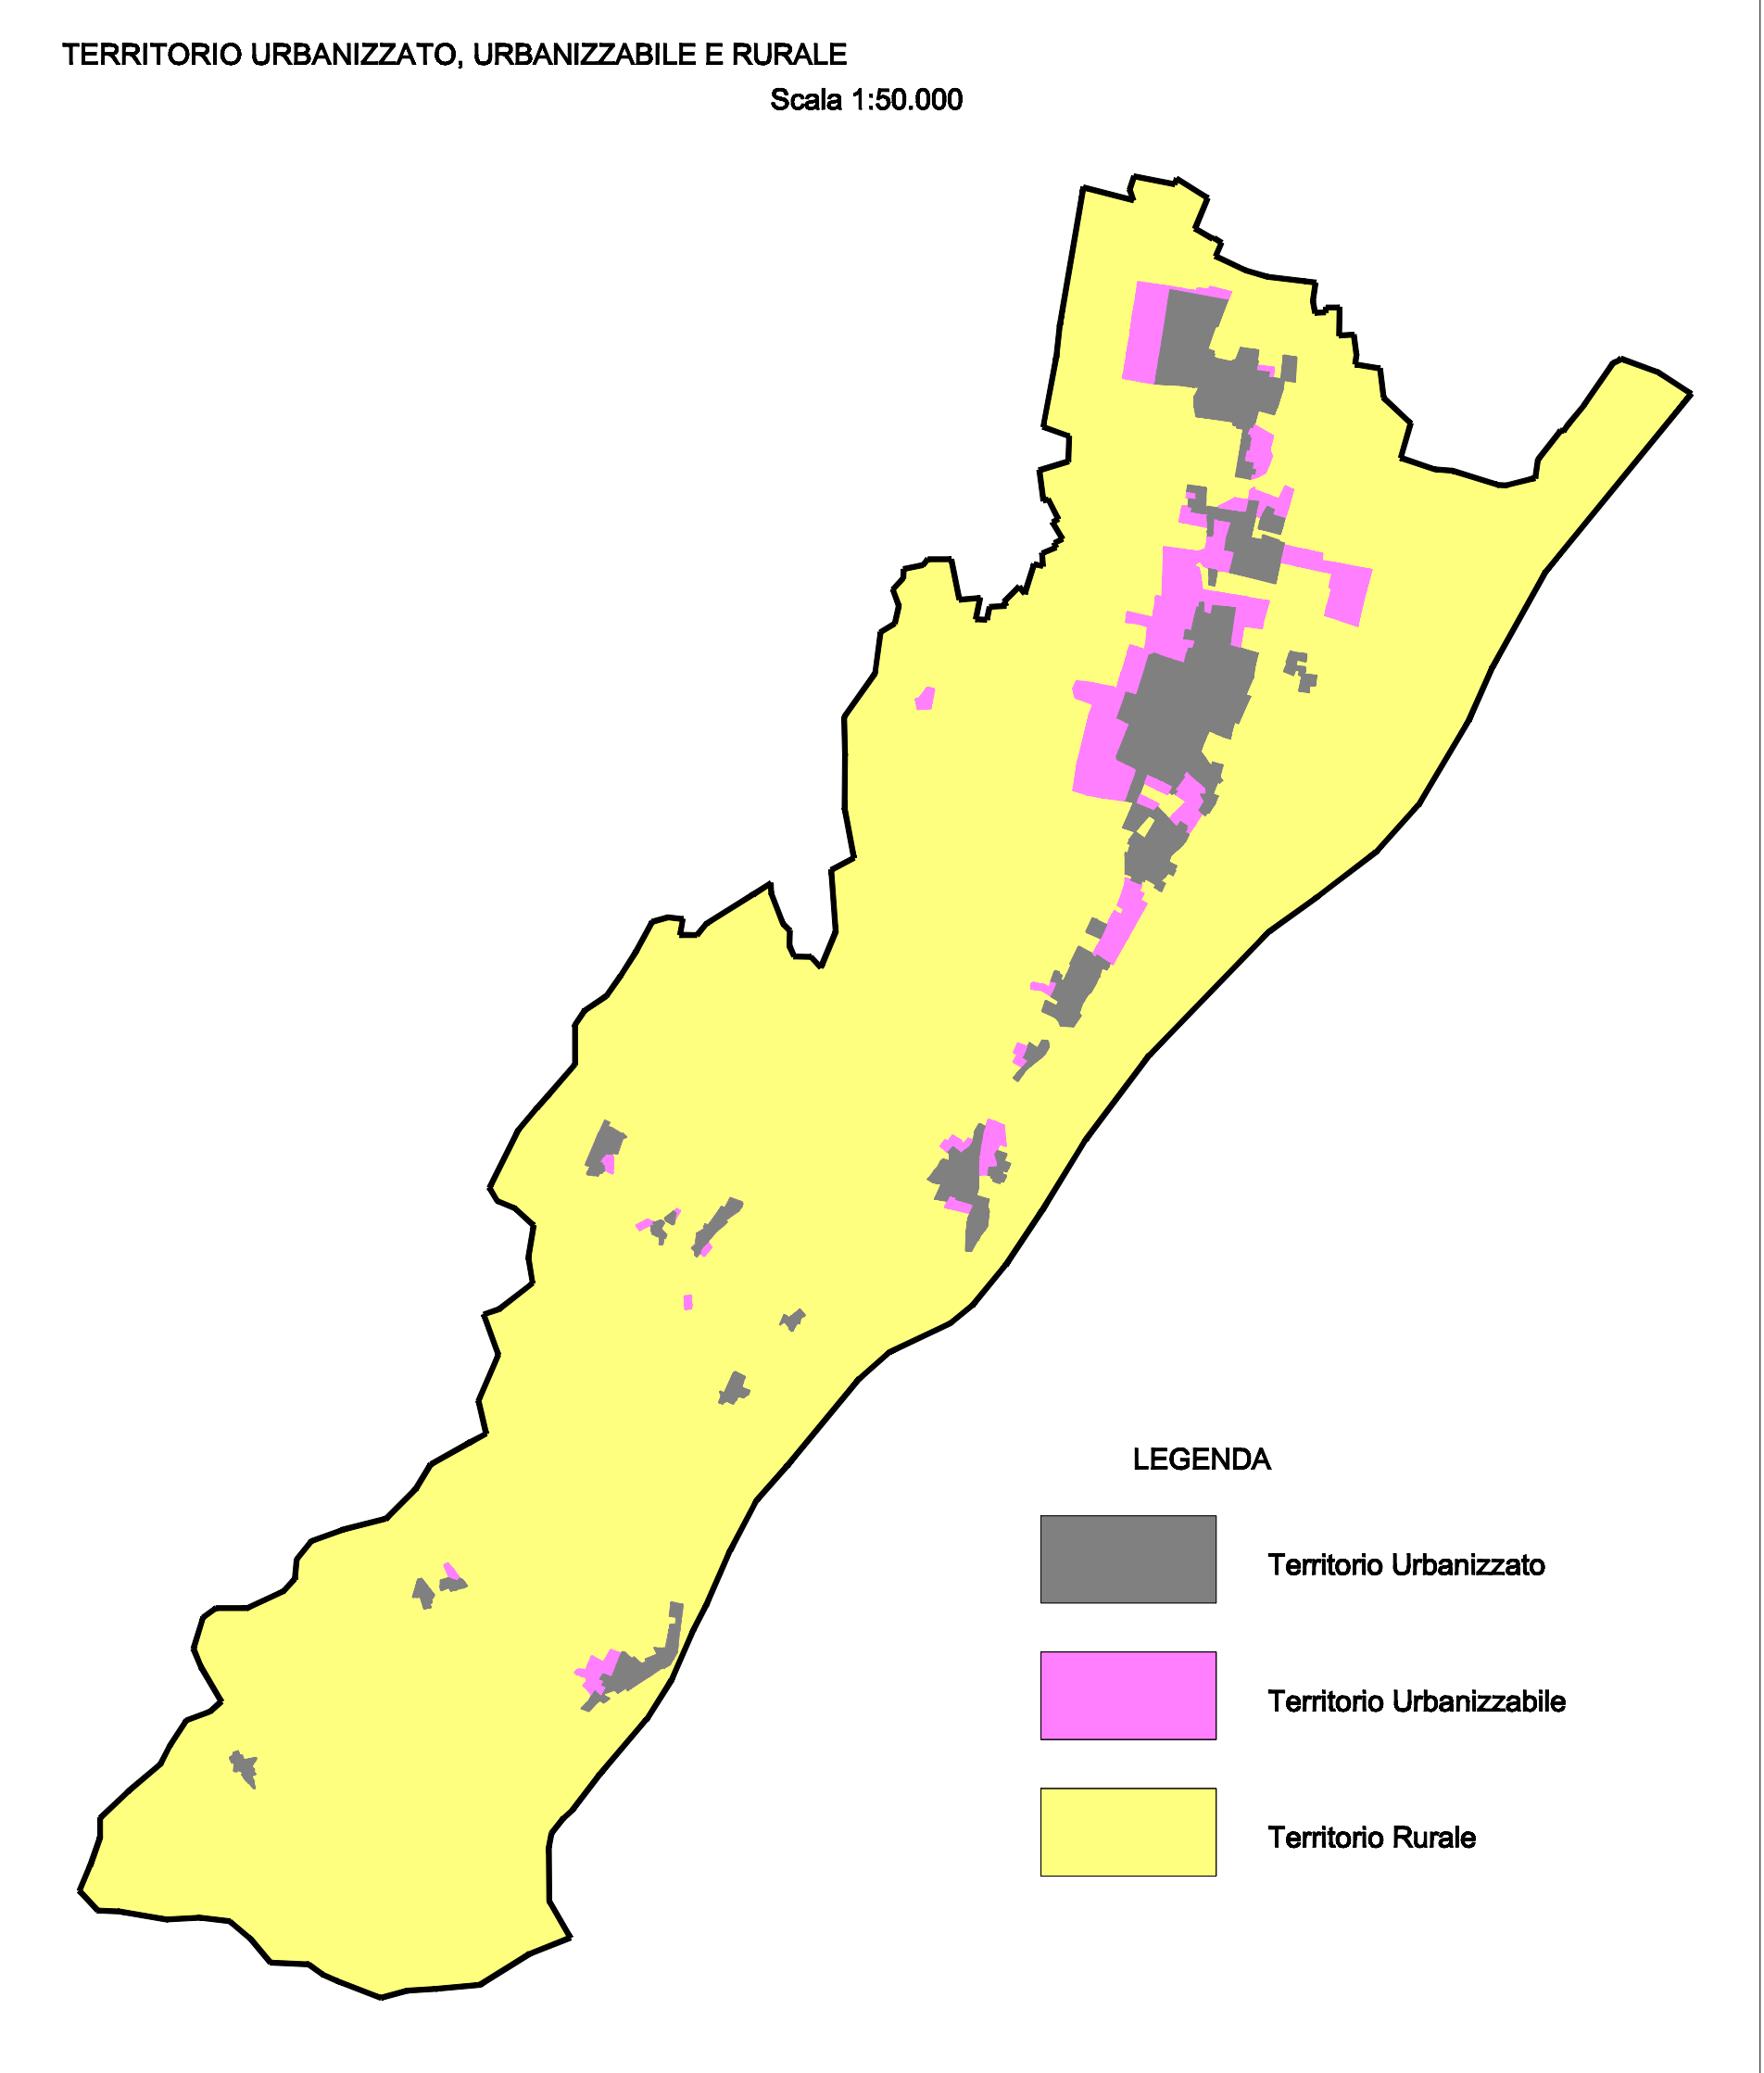 TERRITORIO URBANIZZATO, URBANIZZABILE E RURALE
Scala 1:50.000
LEGENDA
Territorio Urbanizzato
Territorio Urbanizzabile
Territorio Rurale